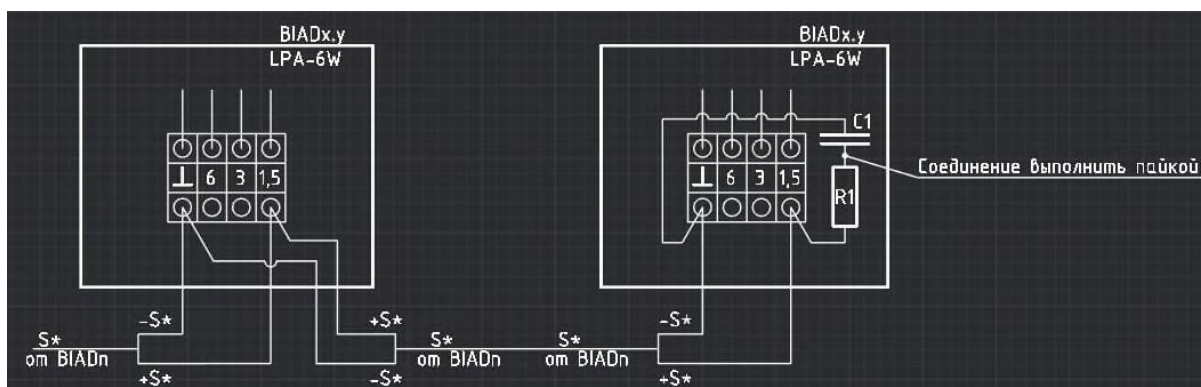 BIADx.y
LPA-6W
⊥ 6 3 1,5
-S*
+S*
S*
от BIADn
+S*
-S*
S*
от BIADn
BIADx.y
LPA-6W
C1
⊥ 6 3 1,5
R1
Соединение выполнить пайкой
S*
от BIADn
-S*
+S*